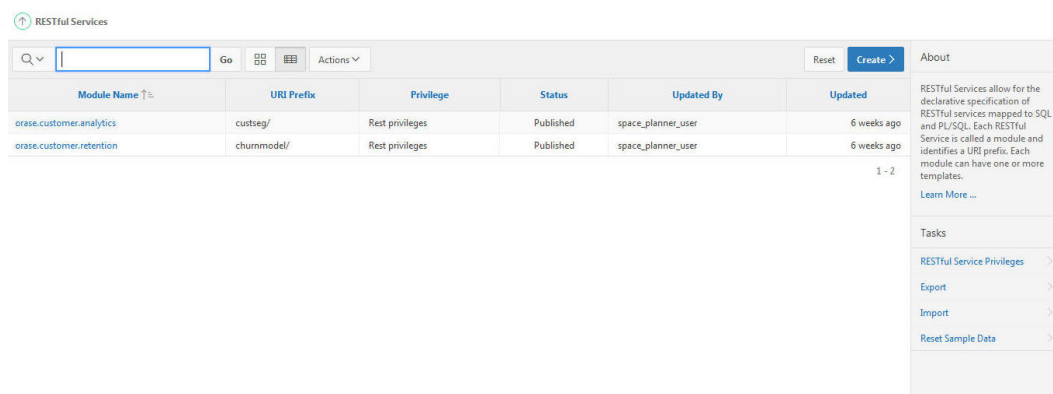 RESTful Services
Go Actions Reset Create >
Module Name URI Prefix Privilege Status Updated By Updated
orase.customer.analytics custseg/ Rest privileges Published space_planner_user 6 weeks ago
orase.customer.retention churnmodel/ Rest privileges Published space_planner_user 6 weeks ago
1 - 2
About
RESTful Services allow for the
declarative specification of
RESTful services mapped to SQL
and PL/SQL. Each RESTful
Service is called a module and
identifies a URI prefix. Each
module can have one or more
templates.
Learn More ...
Tasks
RESTful Service Privileges
Export
Import
Reset Sample Data